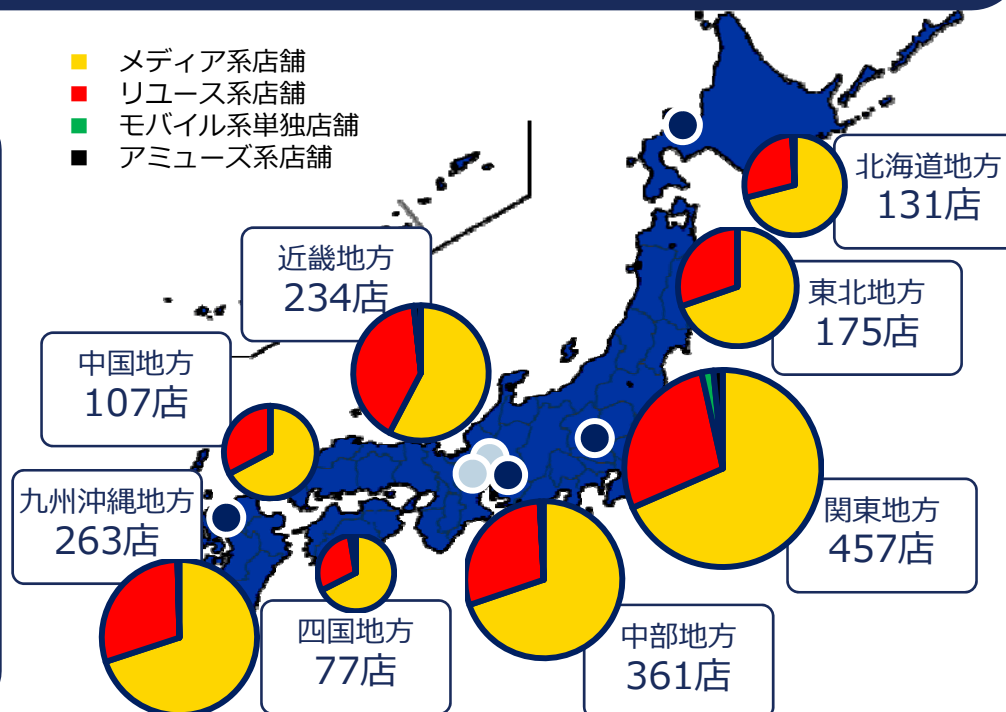 メディア系店舗
リユース系店舗
モバイル系単独店舗
アミューズ系店舗
北海道地方
131店
近畿地方
234店
東北地方
175店
中国地方
107店
九州沖縄地方
263店
関東地方
457店
四国地方
77店
中部地方
361店